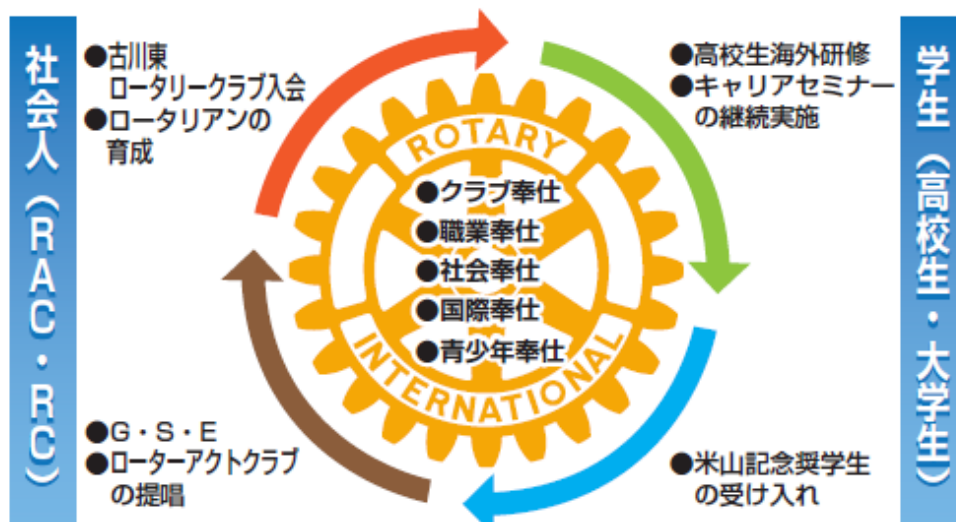 社会人（RAC・RC）
●古川東
ロータリークラブ入会
●ロータリアンの
育成
●高校生海外研修
●キャリアセミナー
の継続実施
学生（高校生・大学生）
ROTARY
●クラブ奉仕
●職業奉仕
●社会奉仕
●国際奉仕
●青少年奉仕
INTERNATIONAL
●G・S・E
●ローターアクトクラブ
の提唱
●米山記念奨学生
の受け入れ